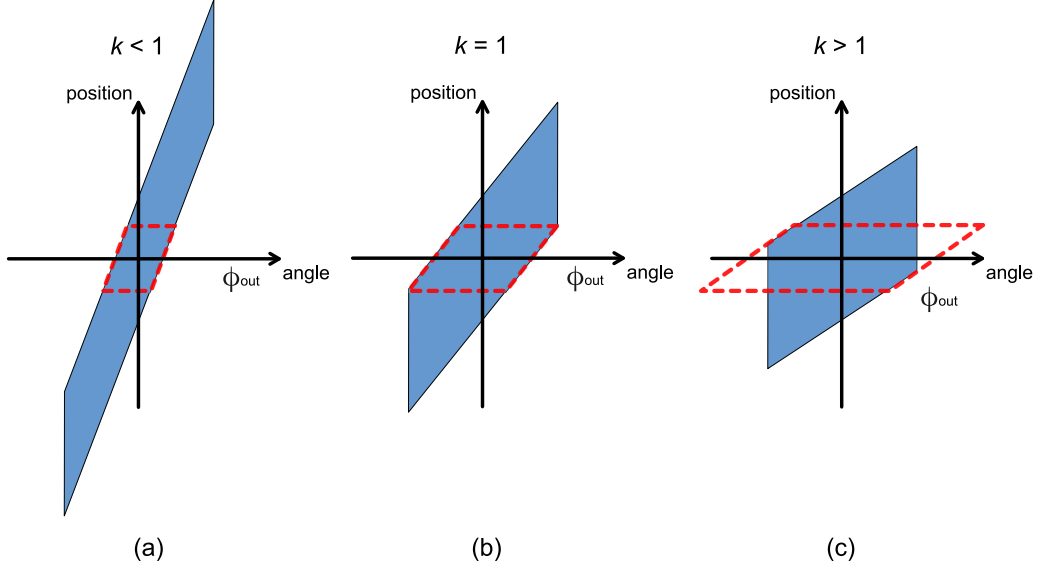 k < 1
k = 1
k > 1
position
position
position
ϕout
angle
ϕout
angle
ϕout
angle
(a)
(b)
(c)